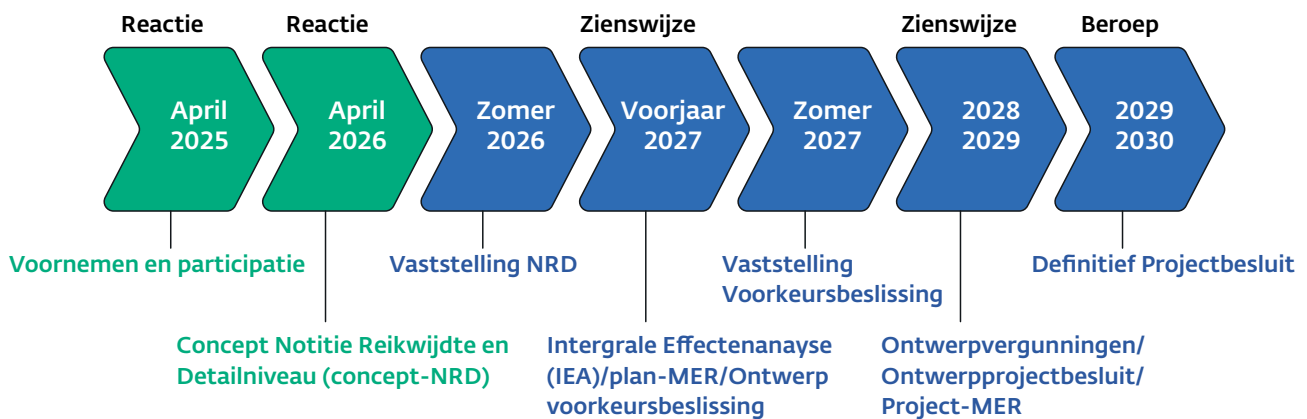 Reactie
Reactie
Zienswijze
Zienswijze
Beroep
April
2025
April
2026
Zomer
2026
Voorjaar
2027
Zomer
2027
2028
2029
2029
2030
Voornemen en participatie
Vaststelling NRD
Vaststelling
Voorkeursbeslissing
Definitief Projectbesluit
Concept Notitie Reikwijdte en
Detailniveau (concept-NRD)
Intergrale Effectenanayse
(IEA)/plan-MER/Ontwerp
voorkeursbeslissing
Ontwerpvergunningen/
Ontwerpprojectbesluit/
Project-MER